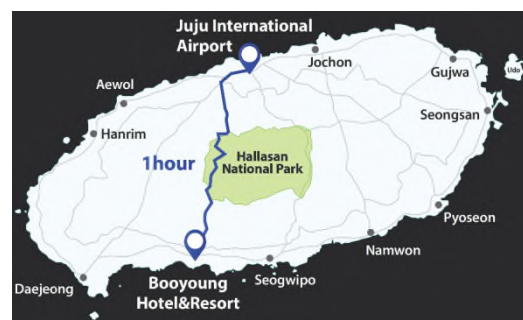 Juju International
Airport
Jochon
Gujwa
Udo
Aewol
Seongsan
Hanrim
1hour
Hallasan
National Park
Pyoseon
Namwon
Daejeong
Booyoung
Hotel&Resort
Seogwipo